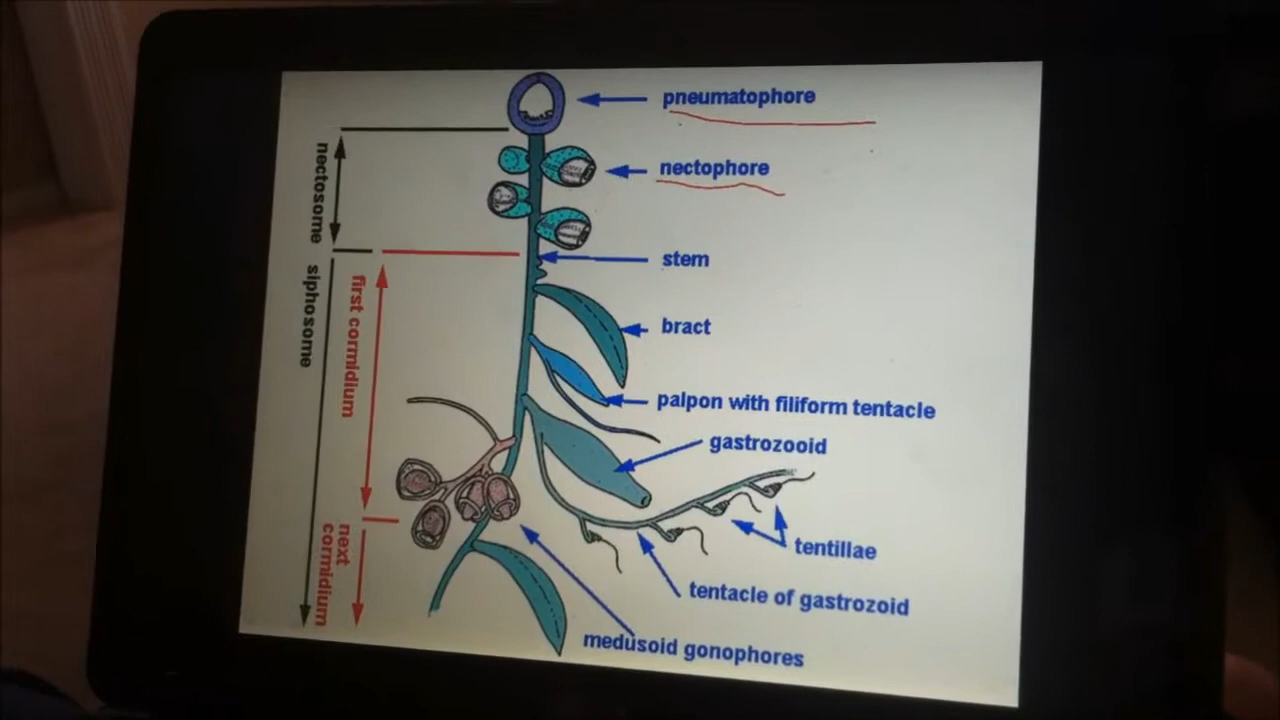 pneumatophore
nectophore
stem
bract
palpon with filiform tentacle
gastrozooid
tentillae
tentacle of gastrozoid
medusoid gonophores
nectosome
siphosome
first cormidium
next
cormidium